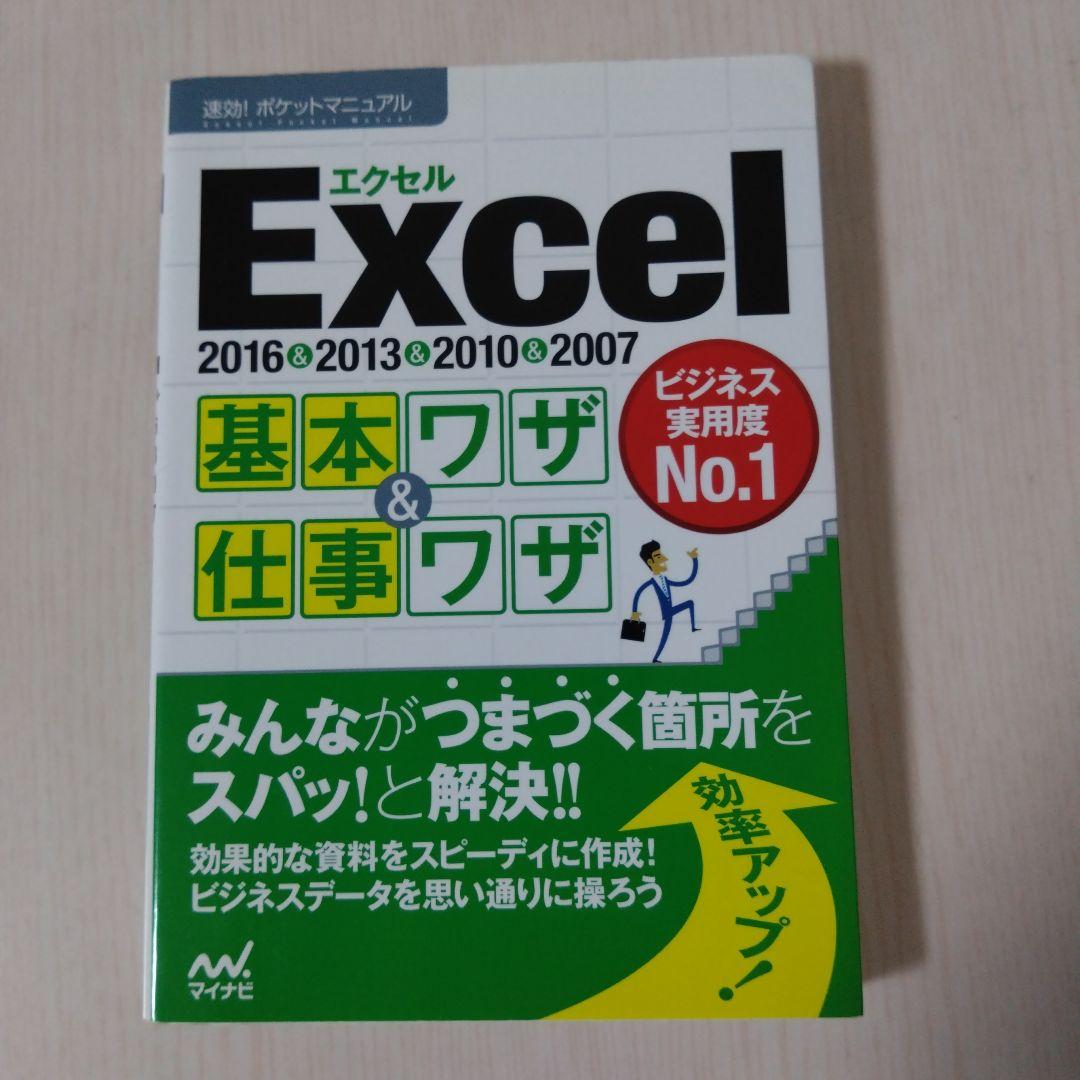 速効!ポケットマニュアル
Sokkou! Pocket Manual
エクセル
Excel
2016&2013&2010&2007
ビジネス
実用度
No.1
基本ワザ
&
仕事ワザ
みんながつまづく箇所を
スパッ!と解決!!
効果的な資料をスピーディに作成!
ビジネスデータを思い通りに操ろう
効率アップ!
マイナビ